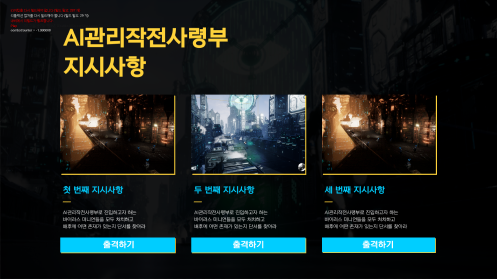 AI관리작전사령부
지시사항
첫 번째 지시사항
AI관리작전사령부로 진입하고자 하는
바이러스 미니언들을 모두 처치하고
배후에 어떤 존재가 있는지 단서를 찾아라
출격하기
두 번째 지시사항
AI관리작전사령부로 진입하고자 하는
바이러스 미니언들을 모두 처치하고
배후에 어떤 존재가 있는지 단서를 찾아라
출격하기
세 번째 지시사항
AI관리작전사령부로 진입하고자 하는
바이러스 미니언들을 모두 처치하고
배후에 어떤 존재가 있는지 단서를 찾아라
출격하기